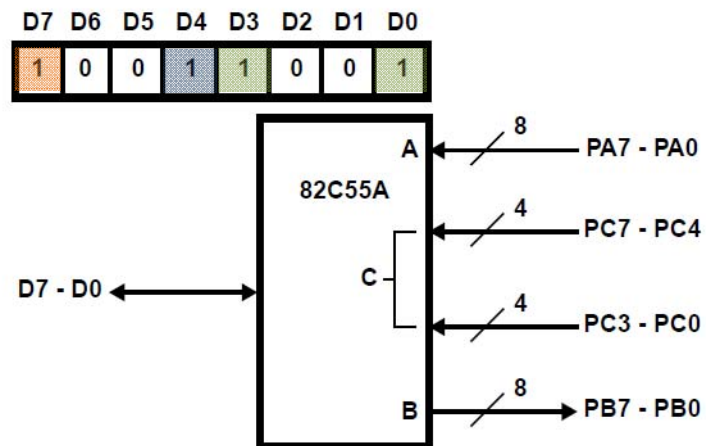 D7 D6 D5 D4 D3 D2 D1 D0
1 0 0 1 1 0 0 1
A 8 PA7 - PA0
82C55A
4 PC7 - PC4
C
D7 - D0
4 PC3 - PC0
B 8 PB7 - PB0